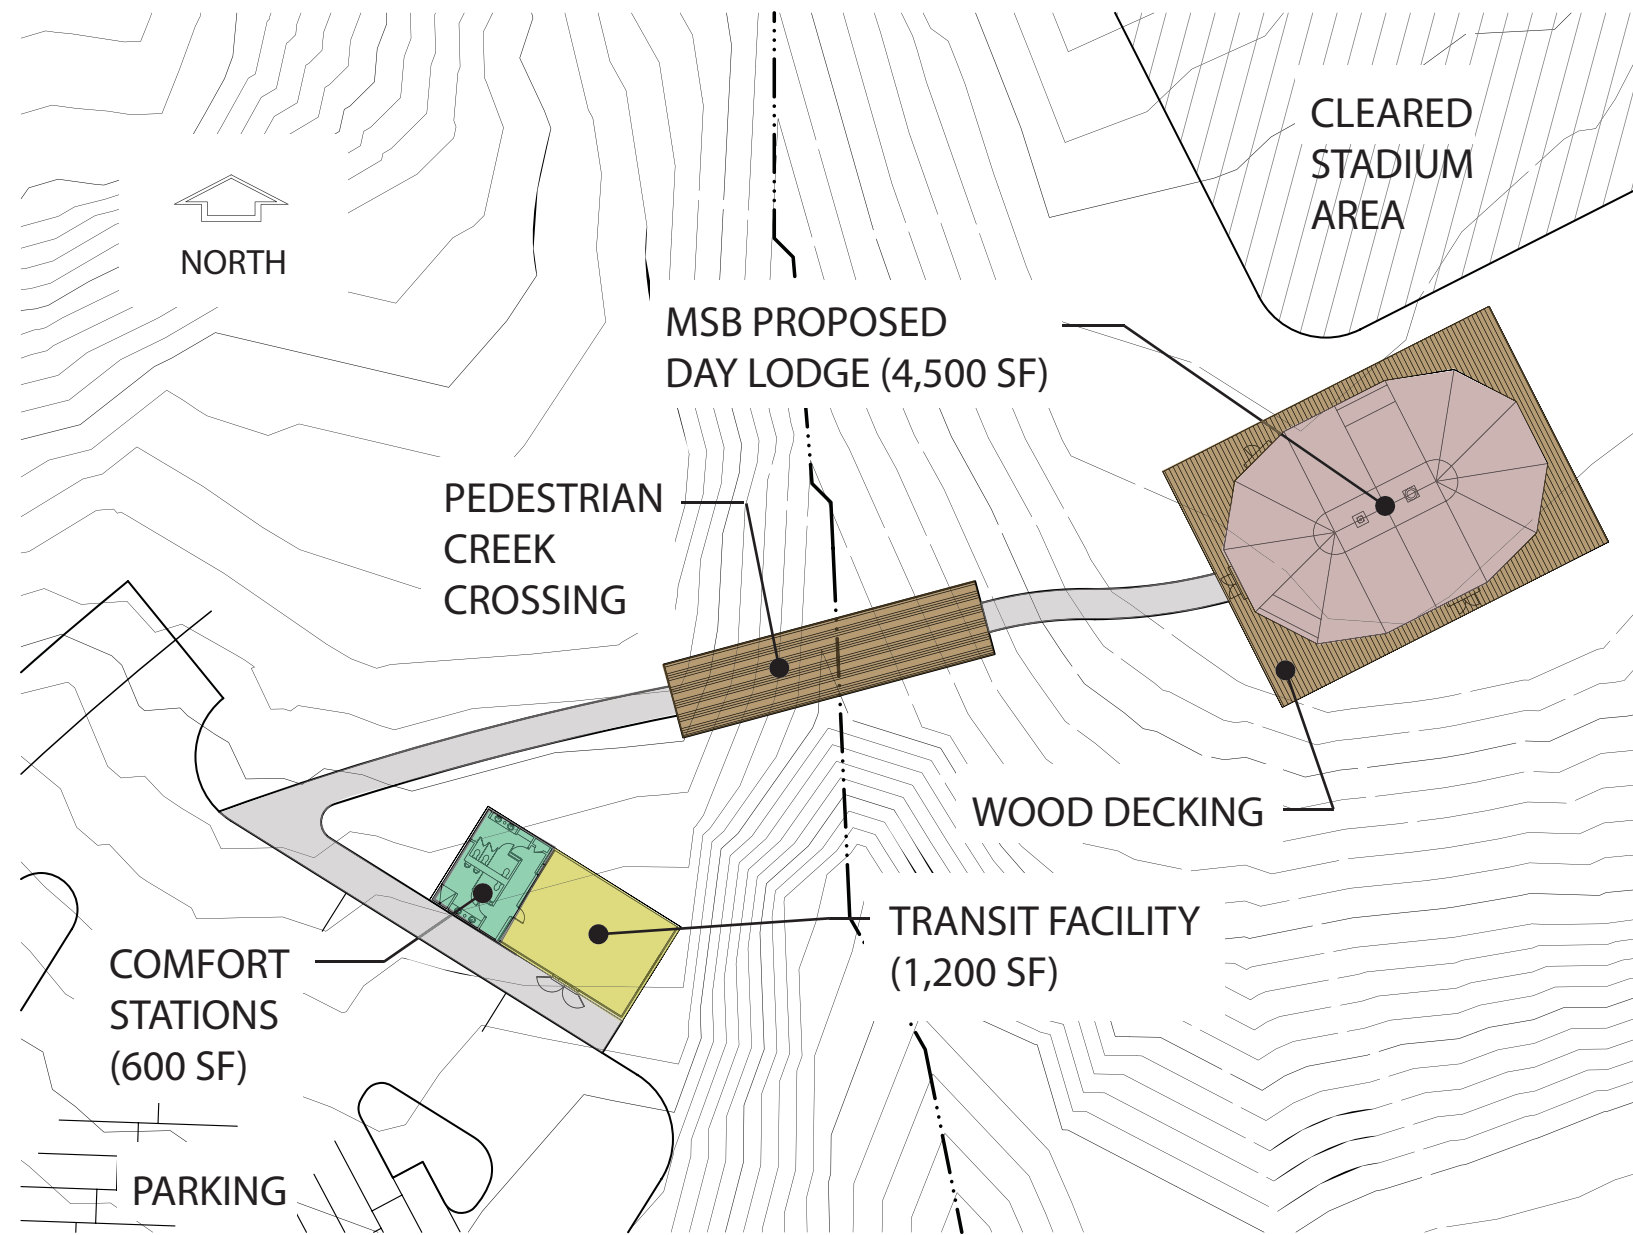 CLEARED
STADIUM
AREA
NORTH
MSB PROPOSED
DAY LODGE (4,500 SF)
PEDESTRIAN
CREEK
CROSSING
WOOD DECKING
TRANSIT FACILITY
(1,200 SF)
COMFORT
STATIONS
(600 SF)
PARKING